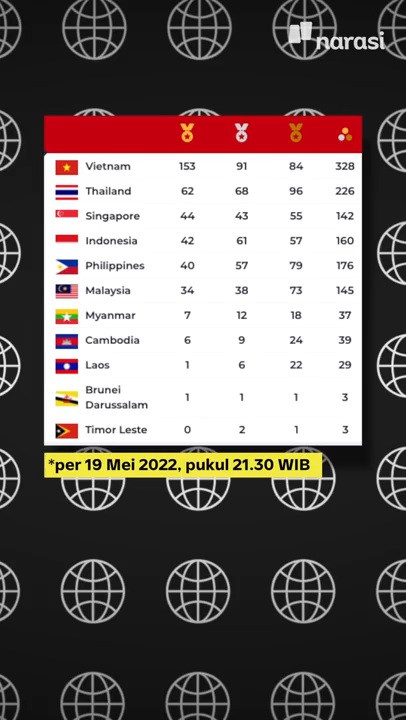 narasi
Vietnam 153 91 84 328
Thailand 62 68 96 226
Singapore 44 43 55 142
Indonesia 42 61 57 160
Philippines 40 57 79 176
Malaysia 34 38 73 145
Myanmar 7 12 18 37
Cambodia 6 9 24 39
Laos 1 6 22 29
Brunei
Darussalam 1 1 1 3
Timor Leste 0 2 1 3
*per 19 Mei 2022, pukul 21.30 WIB